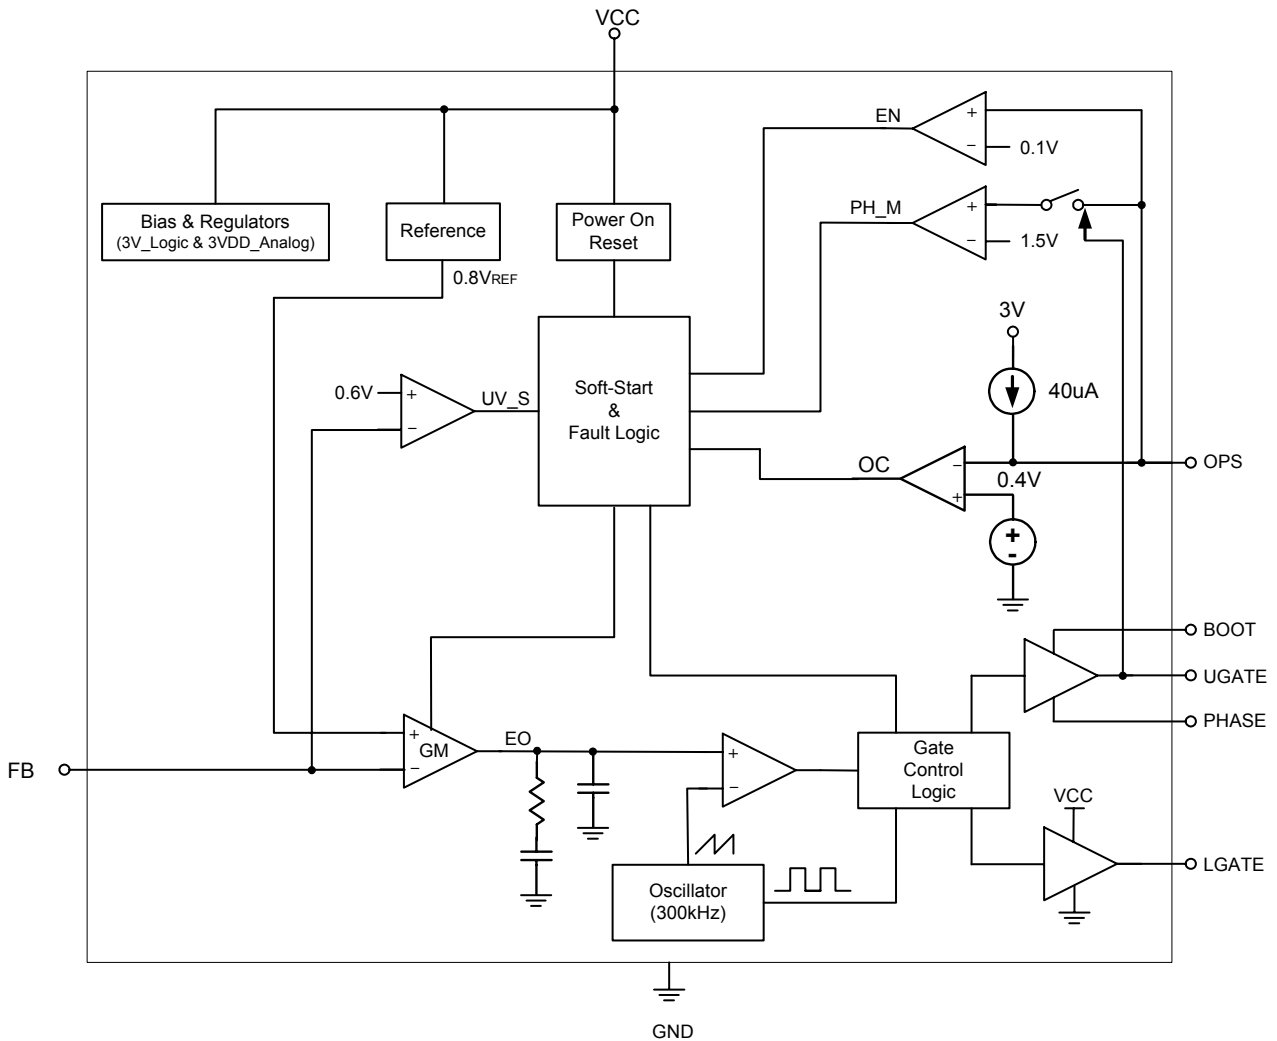 VCC
EN
+
−
0.1V
PH_M
+
−
1.5V
Bias & Regulators
(3V_Logic & 3VDD_Analog)
Reference
Power On
Reset
0.8VREF
3V
40uA
0.6V
+
−
UV_S
Soft-Start
&
Fault Logic
OC
−
+
0.4V
OPS
+
-
BOOT
UGATE
PHASE
FB
+
−
GM
EO
+
−
Gate
Control
Logic
VCC
LGATE
Oscillator
(300kHz)
GND